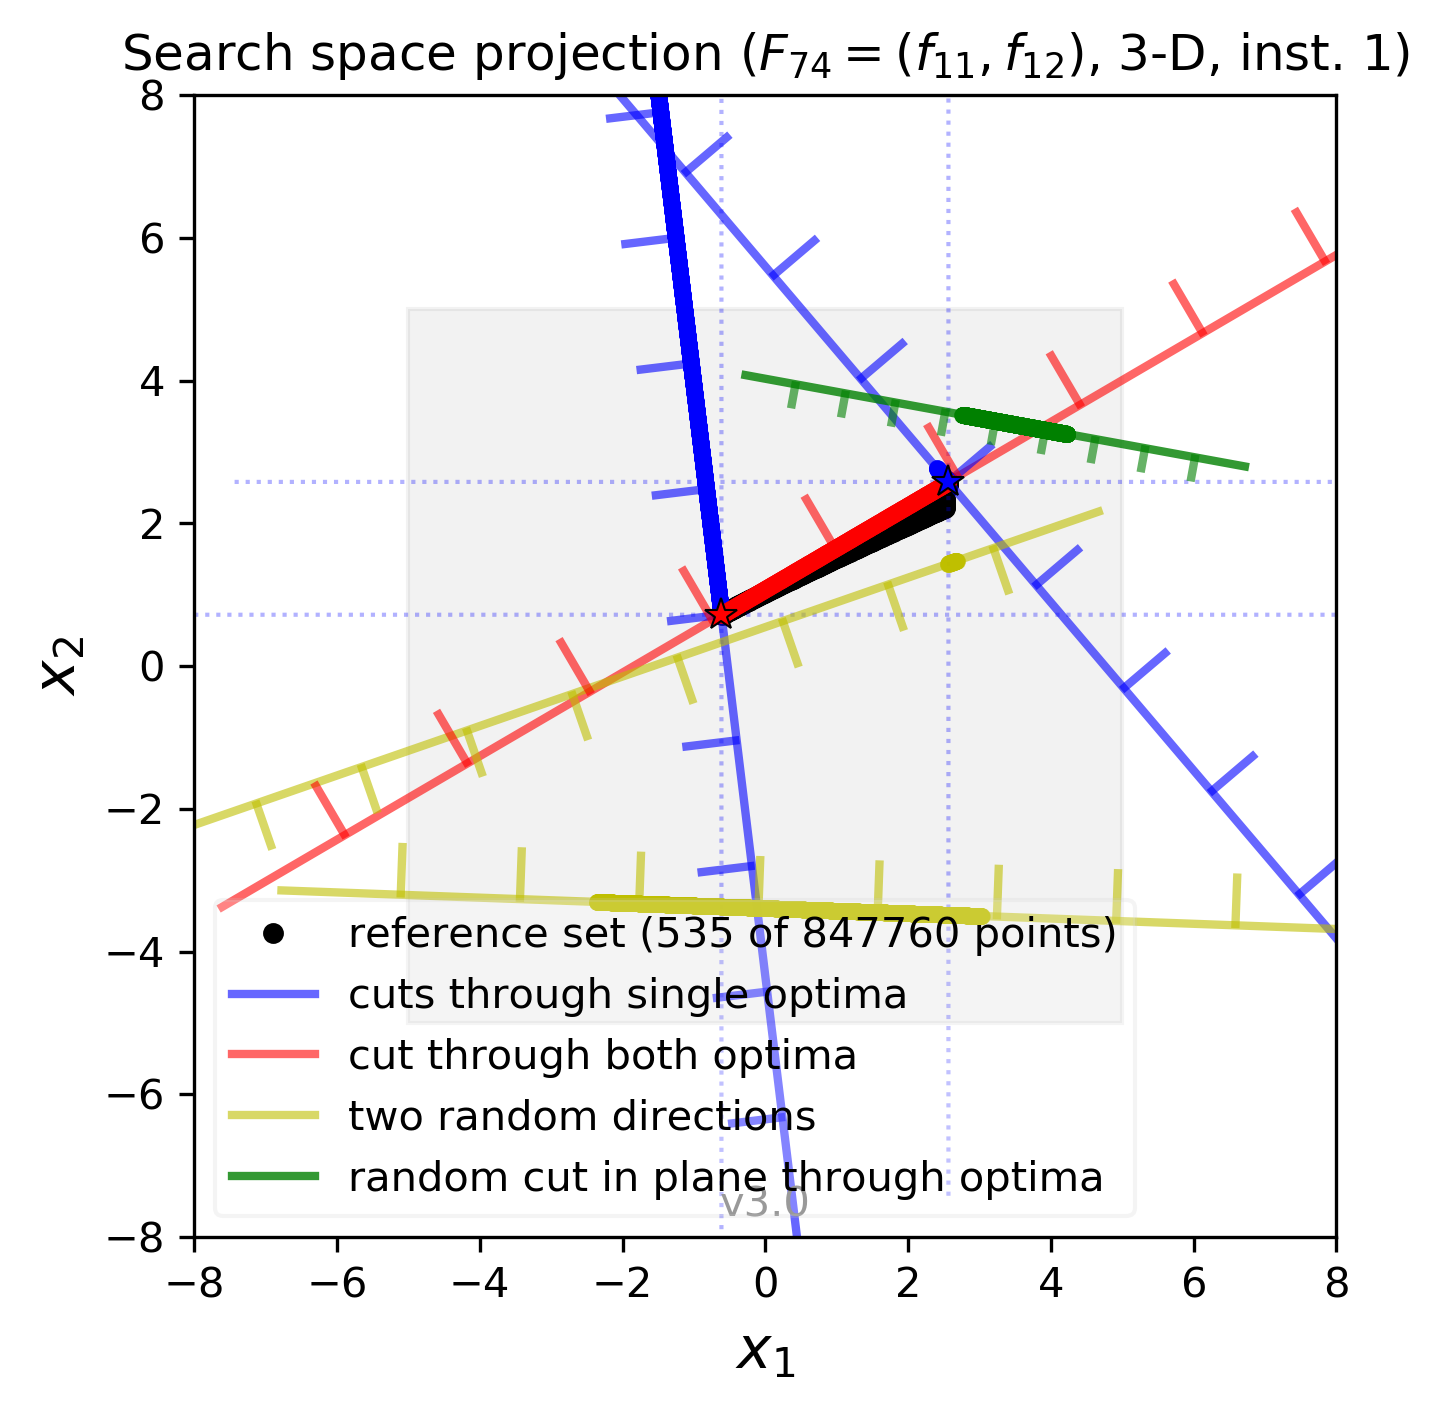 Search space projection (F₇₄ = (f₁₁, f₁₂), 3-D, inst. 1)
8
6
4
2
0
−2
−4
−6
−8
x₂
reference set (535 of 847760 points)
cuts through single optima
cut through both optima
two random directions
random cut in plane through optima
v3.0
−8 −6 −4 −2 0 2 4 6 8
x₁